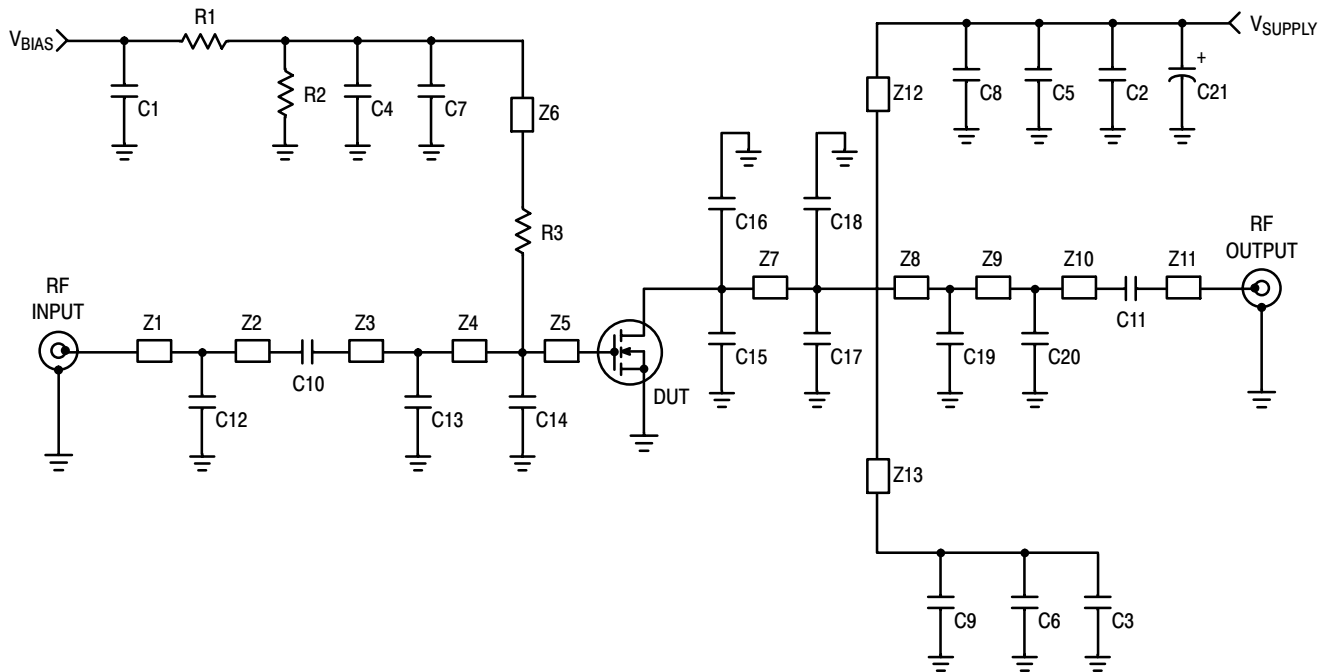 R1
V_BIAS
V_SUPPLY
C1
R2
C4
C7
Z6
Z12
C8
C5
C2
+
C21
R3
C16
C18
RF
INPUT
Z1
Z2
Z3
Z4
Z5
Z7
Z8
Z9
Z10
Z11
RF
OUTPUT
C10
C11
C12
C13
C14
DUT
C15
C17
C19
C20
Z13
C9
C6
C3